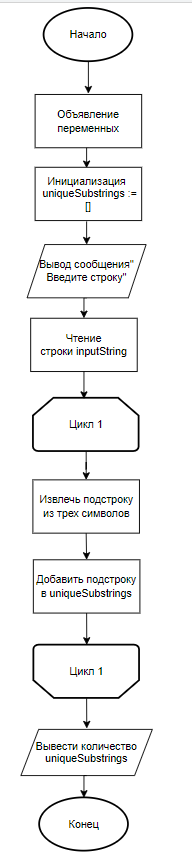 Начало
Объявление
переменных
Инициализация
uniqueSubstrings :=
[]
Вывод сообщения"
Введите строку"
Чтение
строки inputString
Цикл 1
Извлечь подстроку
из трех символов
Добавить подстроку
в uniqueSubstrings
Цикл 1
Вывести количество
uniqueSubstrings
Конец